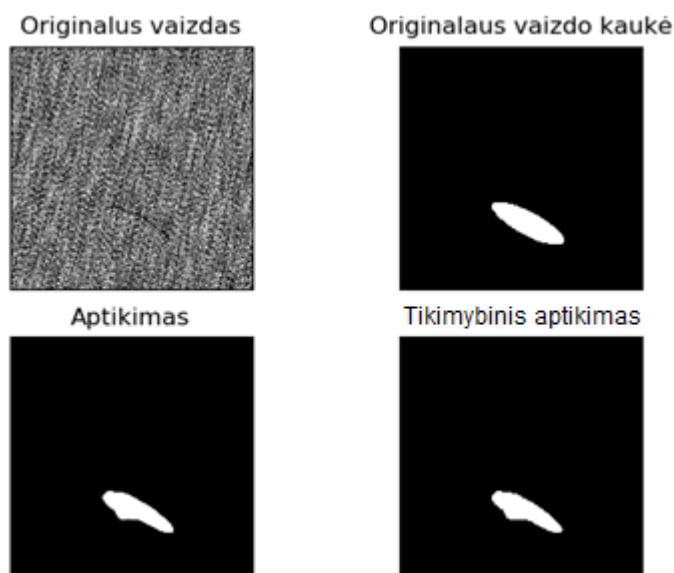 Originalus vaizdas
Originalaus vaizdo kaukė
Aptikimas
Tikimybinis aptikimas